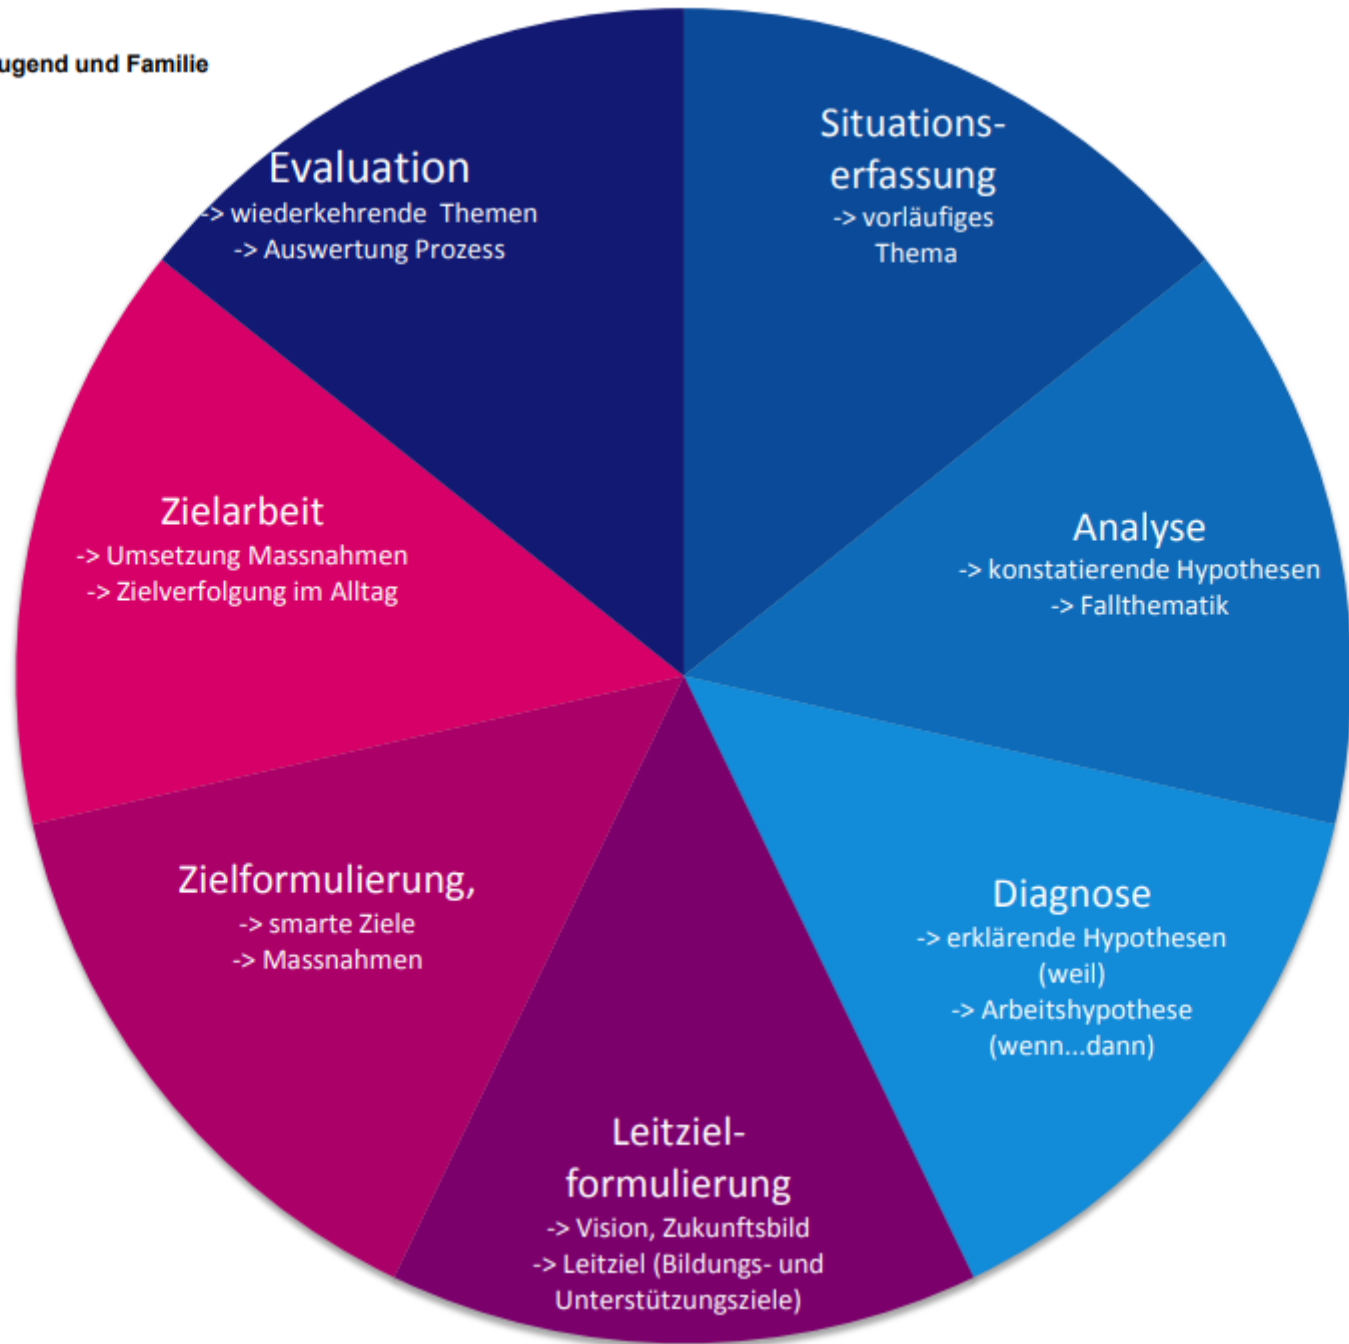 ugend und Familie
Situations-
erfassung
-> vorläufiges
Thema
Analyse
-> konstatierende Hypothesen
-> Fallthematik
Diagnose
-> erklärende Hypothesen
(weil)
-> Arbeitshypothese
(wenn...dann)
Leitziel-
formulierung
-> Vision, Zukunftsbild
-> Leitziel (Bildungs- und
Unterstützungsziele)
Zielformulierung,
-> smarte Ziele
-> Massnahmen
Zielarbeit
-> Umsetzung Massnahmen
-> Zielverfolgung im Alltag
Evaluation
-> wiederkehrende  Themen
-> Auswertung Prozess